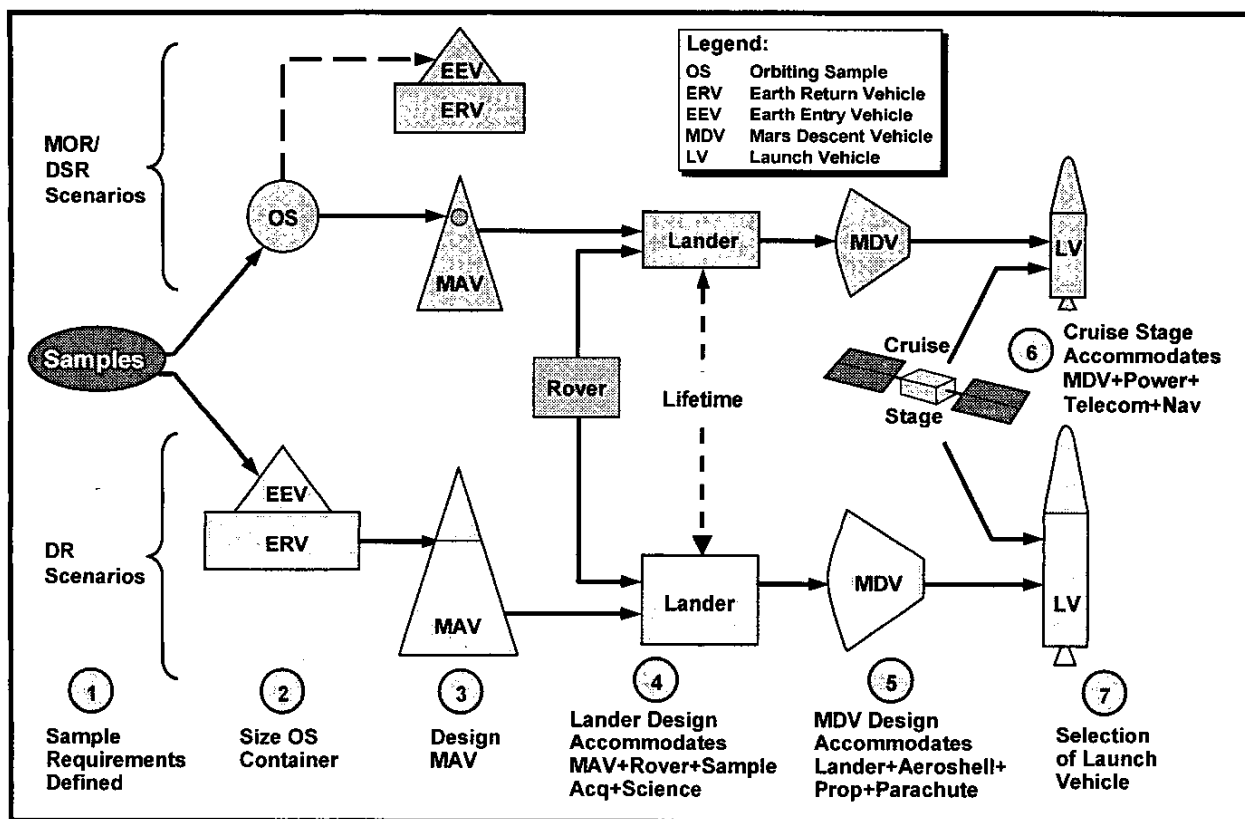 Legend:
OS Orbiting Sample
ERV Earth Return Vehicle
EEV Earth Entry Vehicle
MDV Mars Descent Vehicle
LV Launch Vehicle
EEV
ERV
MOR/
DSR
Scenarios
OS
MAV
Lander
MDV
LV
Samples
Rover
Lifetime
Cruise
Stage
6
Cruise Stage
Accommodates
MDV+Power+
Telecom+Nav
DR
Scenarios
EEV
ERV
MAV
Lander
MDV
LV
1
Sample
Requirements
Defined
2
Size OS
Container
3
Design
MAV
4
Lander Design
Accommodates
MAV+Rover+Sample
Acq+Science
5
MDV Design
Accommodates
Lander+Aeroshell+
Prop+Parachute
7
Selection
of Launch
Vehicle